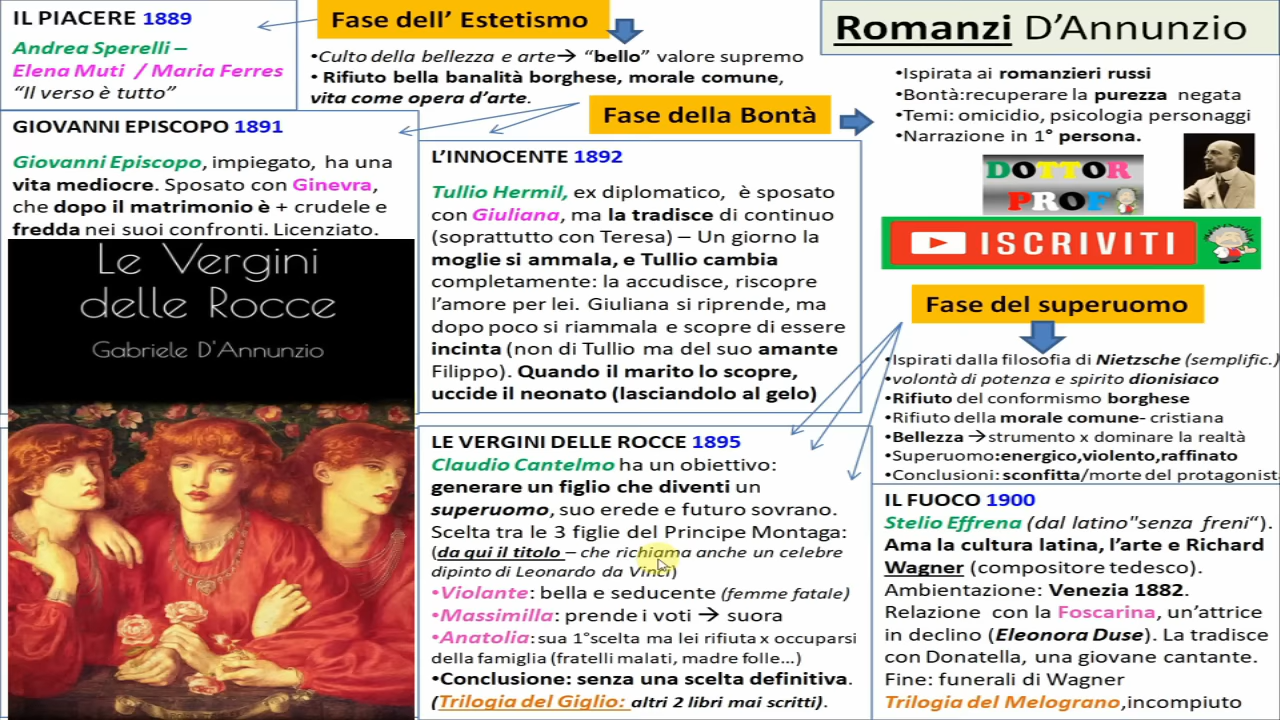 IL PIACERE 1889
Andrea Sperelli –
Elena Muti / Maria Ferres
“Il verso è tutto”
Fase dell’ Estetismo
•Culto della bellezza e arte→ “bello” valore supremo
• Rifiuto bella banalità borghese, morale comune,
vita come opera d’arte.
Romanzi D’Annunzio
GIOVANNI EPISCOPO 1891
Giovanni Episcopo, impiegato, ha una
vita mediocre. Sposato con Ginevra,
che dopo il matrimonio è + crudele e
fredda nei suoi confronti. Licenziato.
Le Vergini
delle Rocce
Gabriele D'Annunzio
Fase della Bontà
•Ispirata ai romanzieri russi
•Bontà:recuperare la purezza negata
•Temi: omicidio, psicologia personaggi
•Narrazione in 1° persona.
DOTTOR
PROF
ISCRIVITI
L’INNOCENTE 1892
Tullio Hermil, ex diplomatico, è sposato
con Giuliana, ma la tradisce di continuo
(soprattutto con Teresa) – Un giorno la
moglie si ammala, e Tullio cambia
completamente: la accudisce, riscopre
l’amore per lei. Giuliana si riprende, ma
dopo poco si riammala e scopre di essere
incinta (non di Tullio ma del suo amante
Filippo). Quando il marito lo scopre,
uccide il neonato (lasciandolo al gelo)
Fase del superuomo
•Ispirati dalla filosofia di Nietzsche (semplific.)
•volontà di potenza e spirito dionisiaco
•Rifiuto del conformismo borghese
•Rifiuto della morale comune- cristiana
•Bellezza →strumento x dominare la realtà
•Superuomo:energico,violento,raffinato
•Conclusioni: sconfitta/morte del protagonist
LE VERGINI DELLE ROCCE 1895
Claudio Cantelmo ha un obiettivo:
generare un figlio che diventi un
superuomo, suo erede e futuro sovrano.
Scelta tra le 3 figlie del Principe Montaga:
(da qui il titolo – che richiama anche un celebre
dipinto di Leonardo da Vinci)
•Violante: bella e seducente (femme fatale)
•Massimilla: prende i voti → suora
•Anatolia: sua 1°scelta ma lei rifiuta x occuparsi
della famiglia (fratelli malati, madre folle...)
•Conclusione: senza una scelta definitiva.
(Trilogia del Giglio: altri 2 libri mai scritti).
IL FUOCO 1900
Stelio Effrena (dal latino"senza freni“).
Ama la cultura latina, l’arte e Richard
Wagner (compositore tedesco).
Ambientazione: Venezia 1882.
Relazione con la Foscarina, un’attrice
in declino (Eleonora Duse). La tradisce
con Donatella, una giovane cantante.
Fine: funerali di Wagner
Trilogia del Melograno,incompiuto